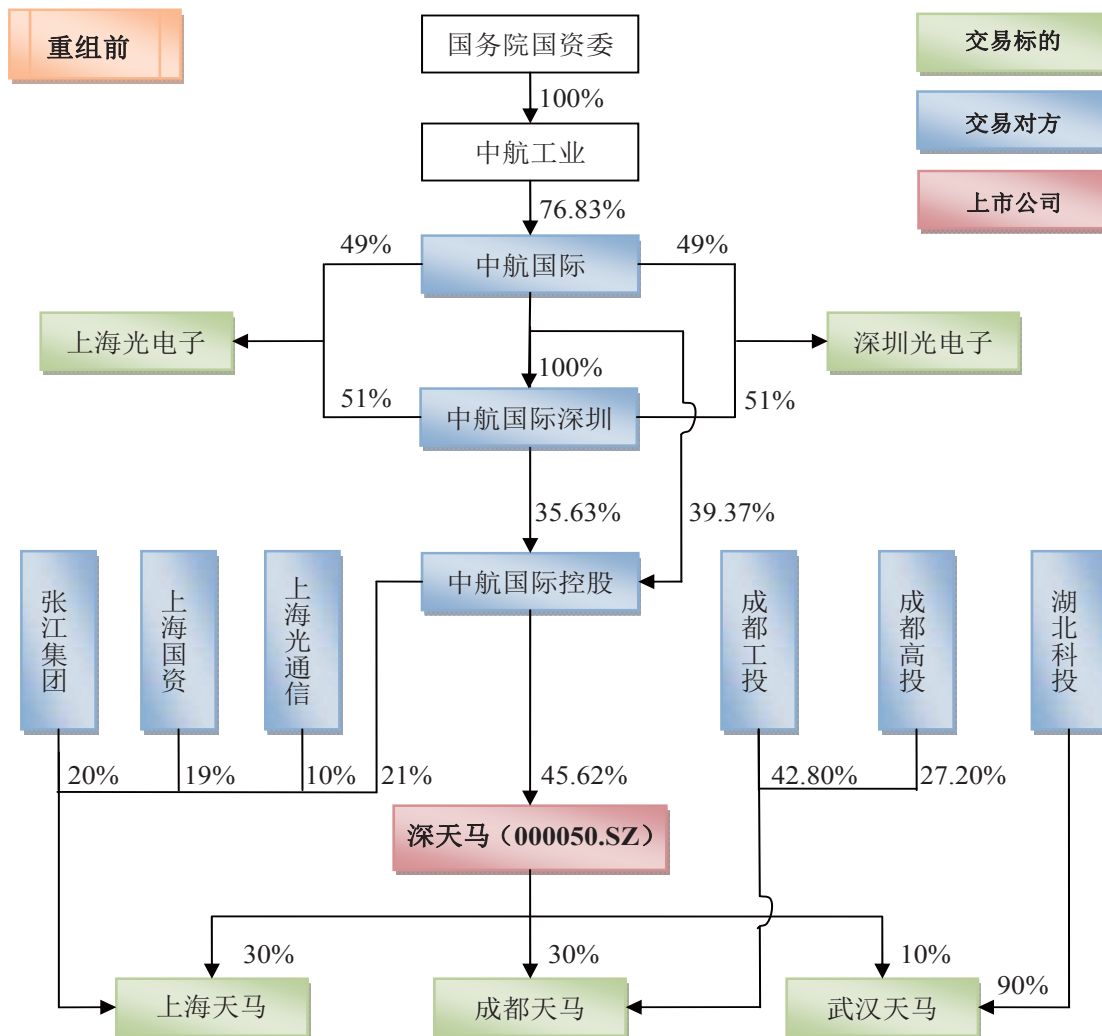 重组前
国务院国资委
交易标的
100%
交易对方
中航工业
76.83%
上市公司
49%
中航国际
49%
上海光电子
深圳光电子
100%
51%
中航国际深圳
51%
35.63%
39.37%
张江集团
上海国资
上海光通信
中航国际控股
成都工投
成都高投
湖北科投
20%
19%
10%
21%
45.62%
42.80%
27.20%
深天马（000050.SZ）
30%
30%
10%
90%
上海天马
成都天马
武汉天马